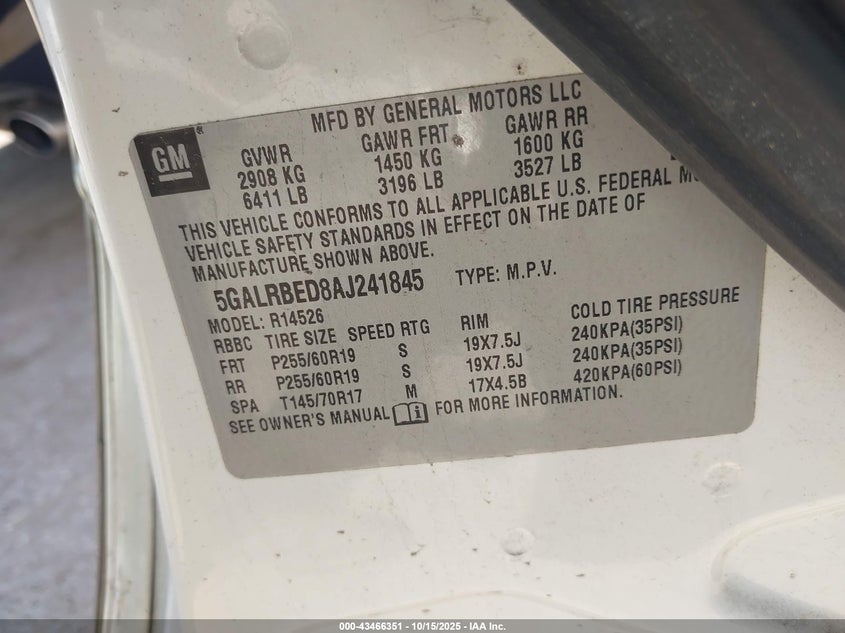 MFD BY GENERAL MOTORS LLC
GM
GVWR GAWR FRT GAWR RR
2908 KG 1450 KG 1600 KG
6411 LB 3196 LB 3527 LB
THIS VEHICLE CONFORMS TO ALL APPLICABLE U.S. FEDERAL
VEHICLE SAFETY STANDARDS IN EFFECT ON THE DATE OF
MANUFACTURE SHOWN ABOVE.
5GALRBED8AJ241845 TYPE: M.P.V.
MODEL: R14526
RBBC TIRE SIZE SPEED RTG RIM COLD TIRE PRESSURE
FRT P255/60R19 S 19X7.5J 240KPA(35PSI)
RR P255/60R19 S 19X7.5J 240KPA(35PSI)
SPA T145/70R17 M 17X4.5B 420KPA(60PSI)
SEE OWNER'S MANUAL FOR MORE INFORMATION.
000-43466351 | 10/15/2025 - IAA Inc.